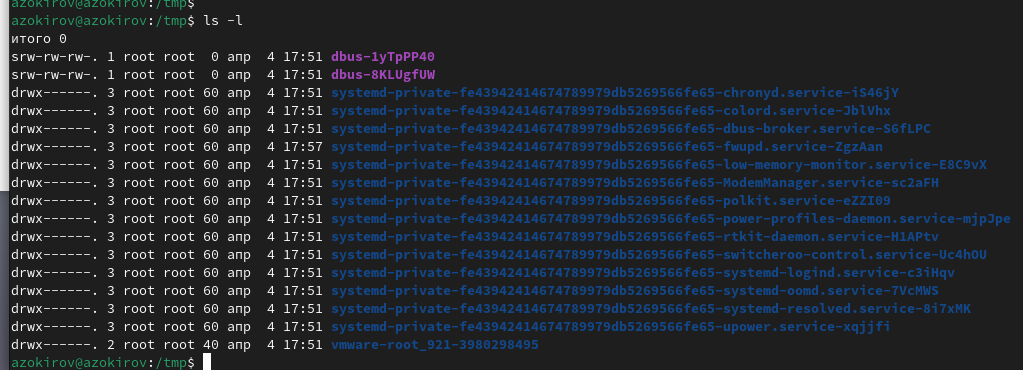 azokirov@azokirov:/tmp$
azokirov@azokirov:/tmp$ ls -l
итого 0
srw-rw-rw-. 1 root root  0 апр  4 17:51 dbus-1yTpPP40
srw-rw-rw-. 1 root root  0 апр  4 17:51 dbus-8KLUgfUW
drwx------. 3 root root 60 апр  4 17:51 systemd-private-fe43942414674789979db5269566fe65-chronyd.service-iS46jY
drwx------. 3 root root 60 апр  4 17:51 systemd-private-fe43942414674789979db5269566fe65-colord.service-JblVhx
drwx------. 3 root root 60 апр  4 17:51 systemd-private-fe43942414674789979db5269566fe65-dbus-broker.service-S6fLPC
drwx------. 3 root root 60 апр  4 17:57 systemd-private-fe43942414674789979db5269566fe65-fwupd.service-ZgzAan
drwx------. 3 root root 60 апр  4 17:51 systemd-private-fe43942414674789979db5269566fe65-low-memory-monitor.service-E8C9vX
drwx------. 3 root root 60 апр  4 17:51 systemd-private-fe43942414674789979db5269566fe65-ModemManager.service-sc2aFH
drwx------. 3 root root 60 апр  4 17:51 systemd-private-fe43942414674789979db5269566fe65-polkit.service-eZZI09
drwx------. 3 root root 60 апр  4 17:51 systemd-private-fe43942414674789979db5269566fe65-power-profiles-daemon.service-mjpJpe
drwx------. 3 root root 60 апр  4 17:51 systemd-private-fe43942414674789979db5269566fe65-rtkit-daemon.service-H1APtv
drwx------. 3 root root 60 апр  4 17:51 systemd-private-fe43942414674789979db5269566fe65-switcheroo-control.service-Uc4hOU
drwx------. 3 root root 60 апр  4 17:51 systemd-private-fe43942414674789979db5269566fe65-systemd-logind.service-c3iHqv
drwx------. 3 root root 60 апр  4 17:51 systemd-private-fe43942414674789979db5269566fe65-systemd-oomd.service-7VcMWS
drwx------. 3 root root 60 апр  4 17:51 systemd-private-fe43942414674789979db5269566fe65-systemd-resolved.service-8i7xMK
drwx------. 3 root root 60 апр  4 17:51 systemd-private-fe43942414674789979db5269566fe65-upower.service-xqjjfi
drwx------. 2 root root 40 апр  4 17:51 vmware-root_921-3980298495
azokirov@azokirov:/tmp$